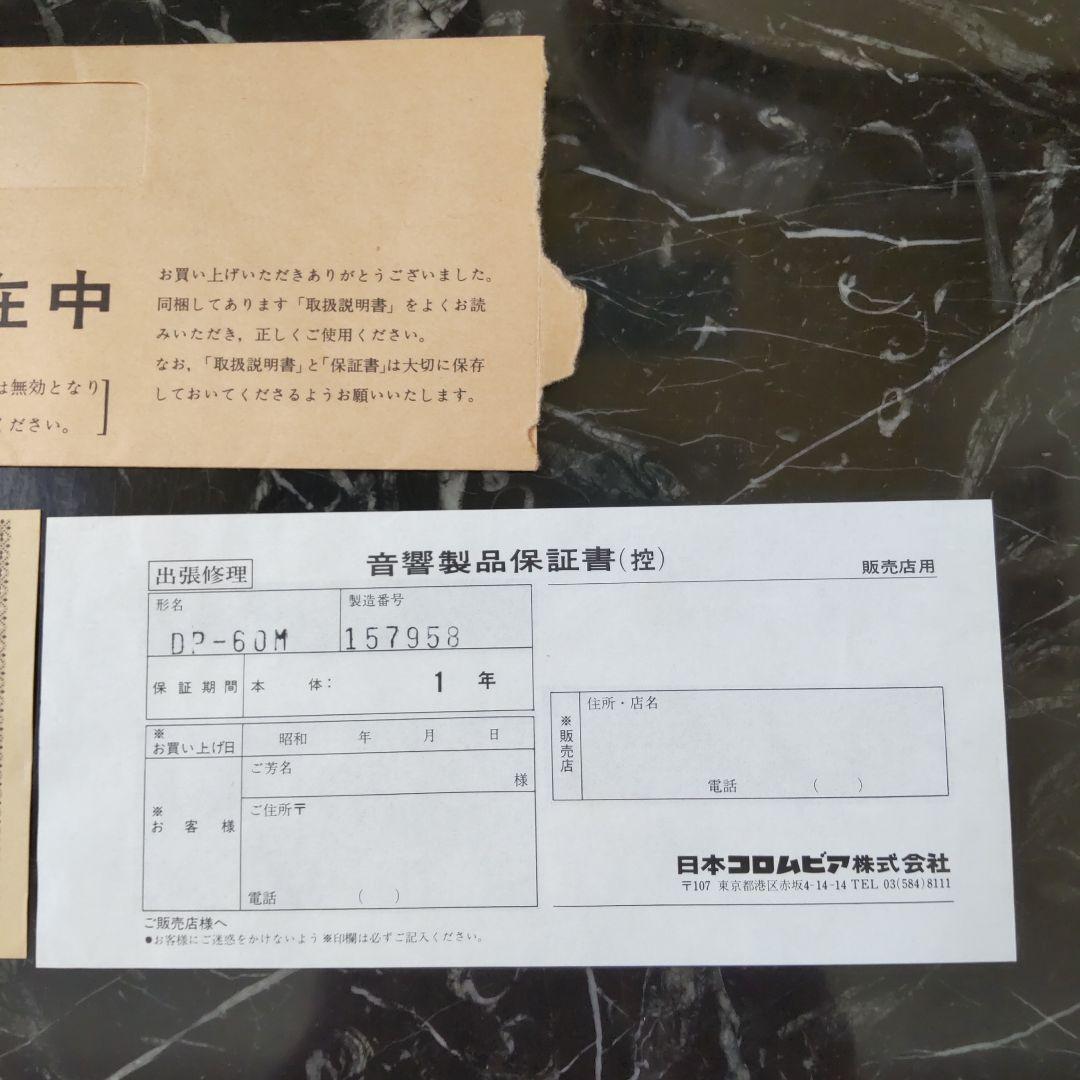 在中
お買い上げいただきありがとうございました。
同梱してあります「取扱説明書」をよくお読
みいただき，正しくご使用ください。
なお，「取扱説明書」と「保証書」は大切に保存
しておいてくださるようお願いいたします。
は無効となり
ください。
出張修理
音響製品保証書(控)
販売店用
形名
DP-60M
製造番号
157958
保証期間
本体：
1 年
※
お買い上げ日
昭和 年 月 日
※
お客様
ご芳名
様
ご住所〒
電話 ( )
※販売店
住所・店名
電話 ( )
日本コロムビア株式会社
〒107 東京都港区赤坂4-14-14 TEL 03(584)8111
ご販売店様へ
●お客様にご迷惑をかけないよう※印欄は必ずご記入ください。